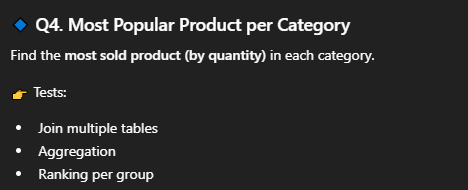 🔷 Q4. Most Popular Product per Category
Find the most sold product (by quantity) in each category.
👉 Tests:
• Join multiple tables
• Aggregation
• Ranking per group